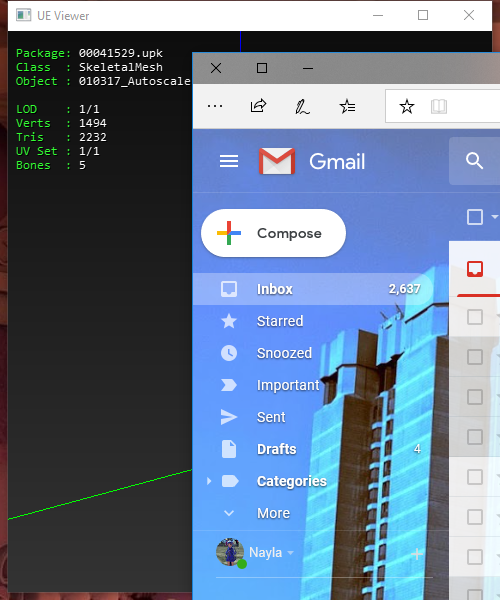 UE Viewer
Package: 00041529.upk
Class : SkeletalMesh
Object : 010317_Autoscale
LOD : 1/1
Verts : 1494
Tris : 2232
UV Set : 1/1
Bones : 5
Gmail
Compose
Inbox 2,637
Starred
Snoozed
Important
Sent
Drafts 4
Categories
More
Nayla